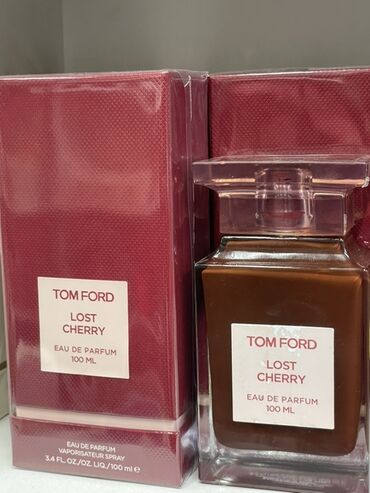 TOM FORD
LOST
CHERRY
EAU DE PARFUM
100 ML
EAU DE PARFUM
VAPORISATEUR SPRAY
3.4 FL. OZ./OZ. LIQ./100 ml ℮
TOM FORD
LOST
CHERRY
EAU DE PARFUM
100 ML